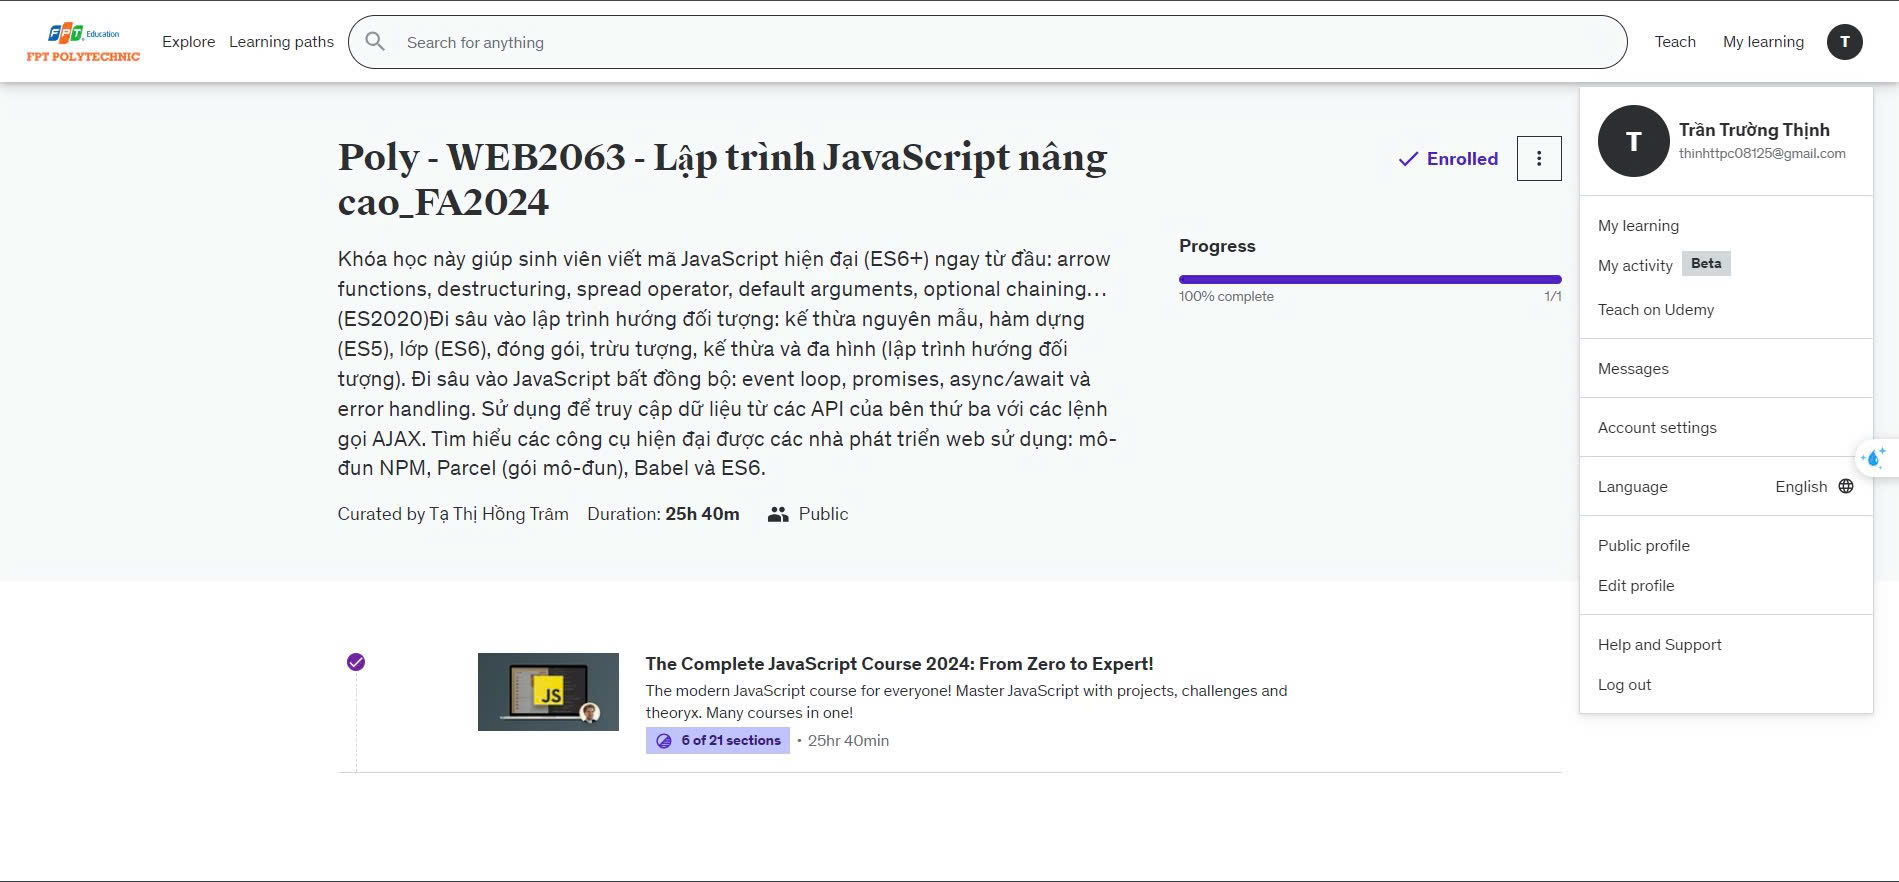 FPT Education
FPT POLYTECHNIC
Explore
Learning paths
Search for anything
Teach
My learning
T
Poly - WEB2063 - Lập trình JavaScript nâng
cao_FA2024
Enrolled
Khóa học này giúp sinh viên viết mã JavaScript hiện đại (ES6+) ngay từ đầu: arrow
functions, destructuring, spread operator, default arguments, optional chaining…
(ES2020)Đi sâu vào lập trình hướng đối tượng: kế thừa nguyên mẫu, hàm dựng
(ES5), lớp (ES6), đóng gói, trừu tượng, kế thừa và đa hình (lập trình hướng đối
tượng). Đi sâu vào JavaScript bất đồng bộ: event loop, promises, async/await và
error handling. Sử dụng để truy cập dữ liệu từ các API của bên thứ ba với các lệnh
gọi AJAX. Tìm hiểu các công cụ hiện đại được các nhà phát triển web sử dụng: mô-
đun NPM, Parcel (gói mô-đun), Babel và ES6.
Curated by Tạ Thị Hồng Trâm
Duration: 25h 40m
Public
Progress
100% complete
1/1
T
Trần Trường Thịnh
thinhttpc08125@gmail.com
My learning
My activity
Beta
Teach on Udemy
Messages
Account settings
Language
English
Public profile
Edit profile
Help and Support
Log out
JS
The Complete JavaScript Course 2024: From Zero to Expert!
The modern JavaScript course for everyone! Master JavaScript with projects, challenges and
theoryx. Many courses in one!
6 of 21 sections
• 25hr 40min